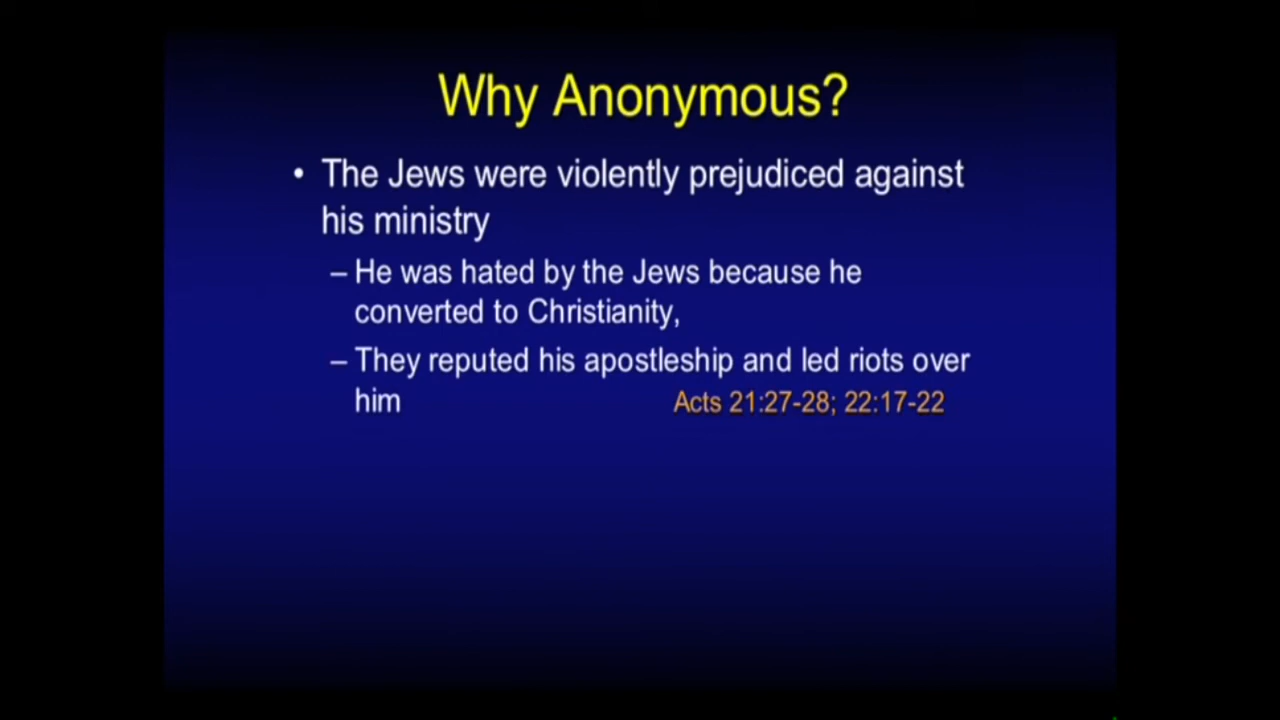 Why Anonymous?
• The Jews were violently prejudiced against
his ministry
– He was hated by the Jews because he
converted to Christianity,
– They reputed his apostleship and led riots over
him Acts 21:27-28; 22:17-22